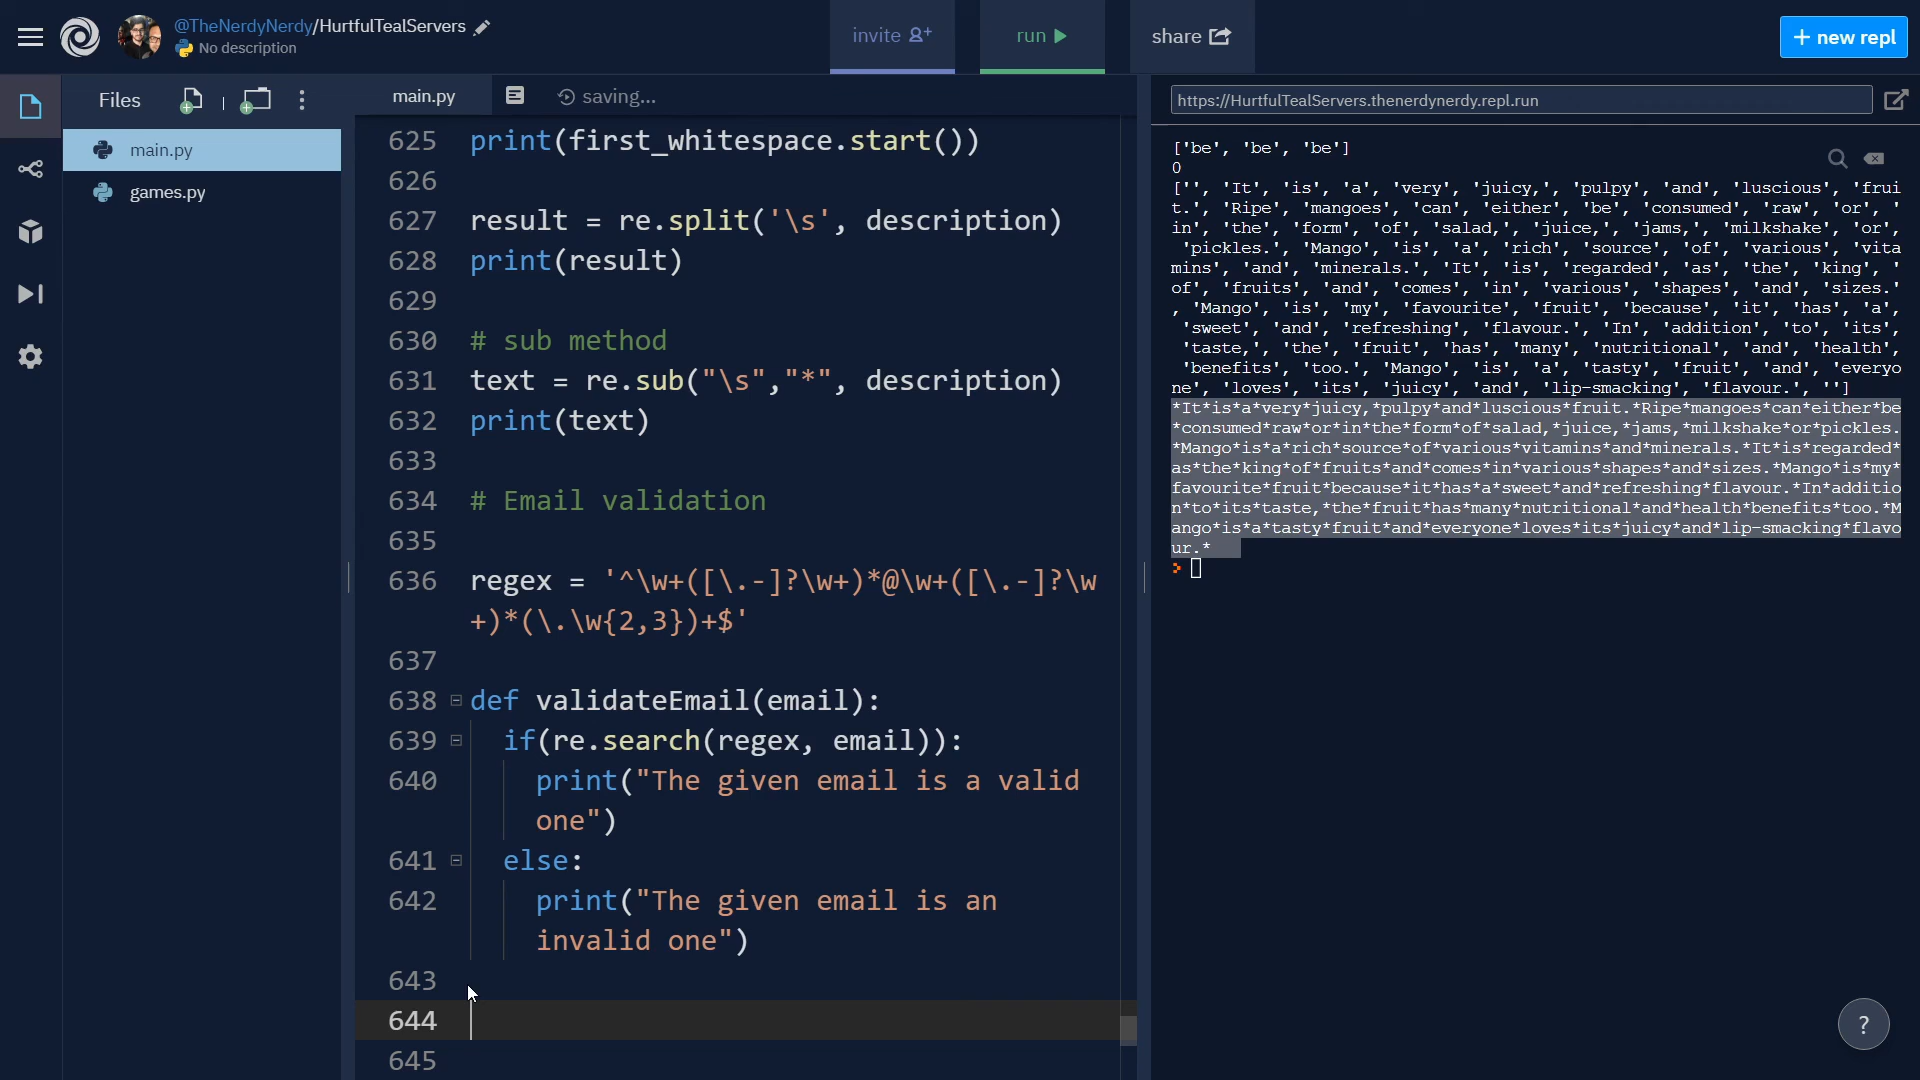 @TheNerdyNerdy/HurtfulTealServers
No description
invite
run
share
+ new repl
Files
main.py
saving...
main.py
games.py
625 print(first_whitespace.start())
626
627 result = re.split('\s', description)
628 print(result)
629
630 # sub method
631 text = re.sub("\s","*", description)
632 print(text)
633
634 # Email validation
635
636 regex = '^\w+([\.-]?\w+)*@\w+([\.-]?\w
+)*(\.\w{2,3})+$'
637
638 def validateEmail(email):
639 if(re.search(regex, email)):
640 print("The given email is a valid
one")
641 else:
642 print("The given email is an
invalid one")
643
644
645
https://HurtfulTealServers.thenerdynerdy.repl.run
['be', 'be', 'be']
0
['', 'It', 'is', 'a', 'very', 'juicy,', 'pulpy', 'and', 'luscious', 'frui
t.', 'Ripe', 'mangoes', 'can', 'either', 'be', 'consumed', 'raw', 'or', '
in', 'the', 'form', 'of', 'salad,', 'juice,', 'jams,', 'milkshake', 'or',
'pickles.', 'Mango', 'is', 'a', 'rich', 'source', 'of', 'various', 'vita
mins', 'and', 'minerals.', 'It', 'is', 'regarded', 'as', 'the', 'king', '
of', 'fruits', 'and', 'comes', 'in', 'various', 'shapes', 'and', 'sizes.'
, 'Mango', 'is', 'my', 'favourite', 'fruit', 'because', 'it', 'has', 'a',
'sweet', 'and', 'refreshing', 'flavour.', 'In', 'addition', 'to', 'its',
'taste,', 'the', 'fruit', 'has', 'many', 'nutritional', 'and', 'health',
'benefits', 'too.', 'Mango', 'is', 'a', 'tasty', 'fruit', 'and', 'everyo
ne', 'loves', 'its', 'juicy', 'and', 'lip-smacking', 'flavour.', '']
*It*is*a*very*juicy,*pulpy*and*luscious*fruit.*Ripe*mangoes*can*either*be
*consumed*raw*or*in*the*form*of*salad,*juice,*jams,*milkshake*or*pickles.
*Mango*is*a*rich*source*of*various*vitamins*and*minerals.*It*is*regarded*
as*the*king*of*fruits*and*comes*in*various*shapes*and*sizes.*Mango*is*my*
favourite*fruit*because*it*has*a*sweet*and*refreshing*flavour.*In*additio
n*to*its*taste,*the*fruit*has*many*nutritional*and*health*benefits*too.*M
ango*is*a*tasty*fruit*and*everyone*loves*its*juicy*and*lip-smacking*flavo
ur.*
>
?